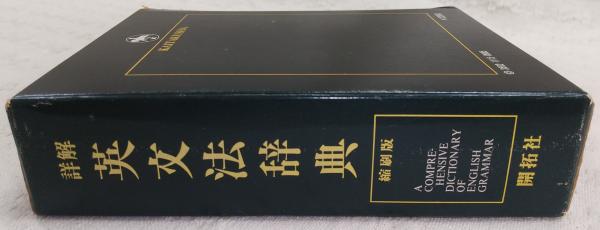 KAITAKUSHA
詳解
英文法辞典
縮刷版
A
COMPRE-
HENSIVE
DICTIONARY
OF
ENGLISH
GRAMMAR
開拓社